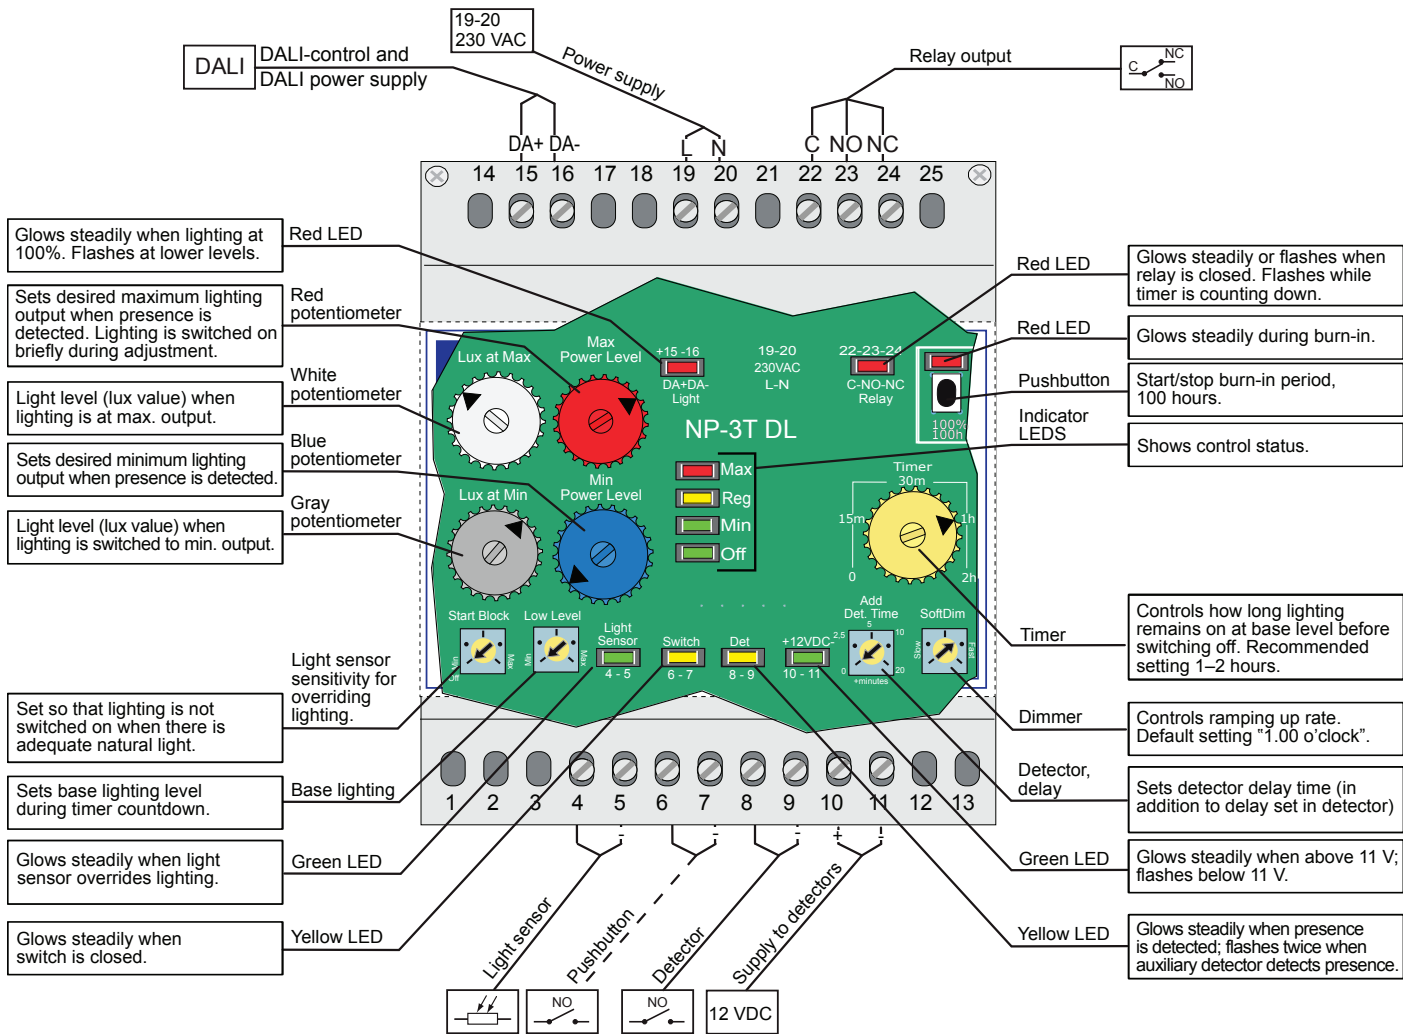 19-20
230 VAC
DALI
DALI-control and
DALI power supply
Power supply
Relay output
C
NC
NO
DA+ DA-
L N
C NO NC
14 15 16 17 18 19 20 21 22 23 24 25
Glows steadily when lighting at
100%. Flashes at lower levels.
Red LED
Sets desired maximum lighting
output when presence is
detected. Lighting is switched on
briefly during adjustment.
Red
potentiometer
Light level (lux value) when
lighting is at max. output.
White
potentiometer
Sets desired minimum lighting
output when presence is detected.
Blue
potentiometer
Light level (lux value) when
lighting is switched to min. output.
Gray
potentiometer
Set so that lighting is not
switched on when there is
adequate natural light.
Light sensor
sensitivity for
overriding
lighting.
Sets base lighting level
during timer countdown.
Base lighting
Glows steadily when light
sensor overrides lighting.
Green LED
Glows steadily when
switch is closed.
Yellow LED
Lux at Max
Max
Power Level
+15 -16
DA+DA-
Light
19-20
230VAC
L-N
22-23-24
C-NO-NC
Relay
100%
100h
NP-3T DL
Max
Reg
Min
Off
Lux at Min
Min
Power Level
Timer
30m
15m
1h
0
2h
Start Block
Min
Off
Max
Low Level
Min
Max
Light
Sensor
4 - 5
Switch
6 - 7
Det
8 - 9
+12VDC-
10 - 11
Add
Det. Time
5
2,5
10
0
20
+minutes
SoftDim
Slow
Fast
Red LED
Glows steadily or flashes when
relay is closed. Flashes while
timer is counting down.
Red LED
Glows steadily during burn-in.
Pushbutton
Start/stop burn-in period,
100 hours.
Indicator
LEDS
Shows control status.
Timer
Controls how long lighting
remains on at base level before
switching off. Recommended
setting 1–2 hours.
Dimmer
Controls ramping up rate.
Default setting "1.00 o'clock".
Detector,
delay
Sets detector delay time (in
addition to delay set in detector)
Green LED
Glows steadily when above 11 V;
flashes below 11 V.
Yellow LED
Glows steadily when presence
is detected; flashes twice when
auxiliary detector detects presence.
1 2 3 4 5 6 7 8 9 10 11 12 13
- - - + -
Light sensor
Pushbutton
Detector
Supply to detectors
NO
NO
12 VDC